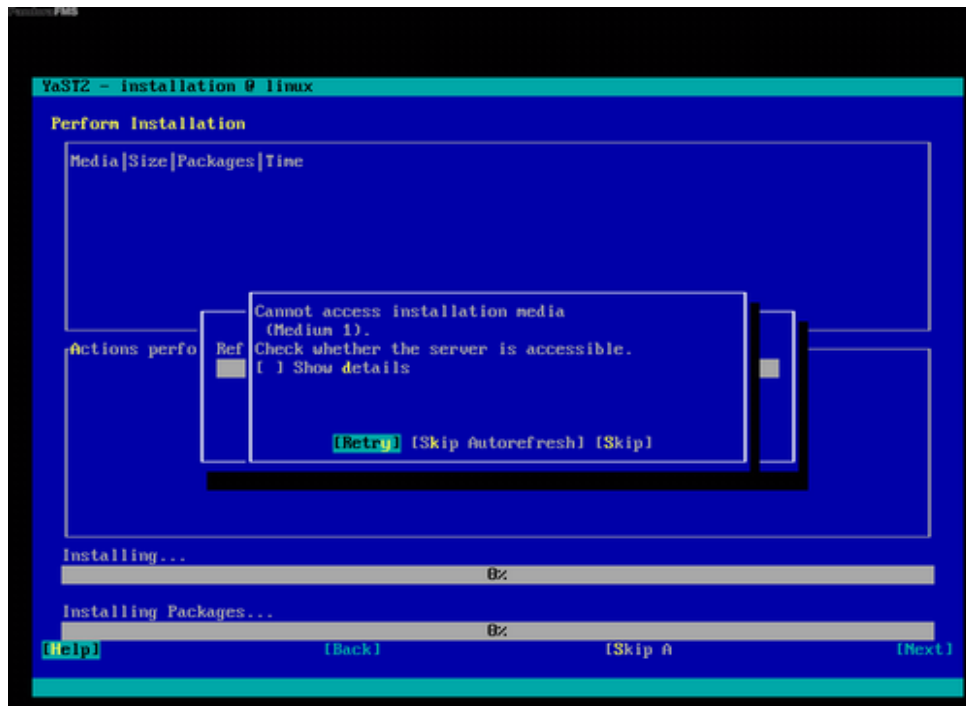 PandoraFMS
YaST2 - installation @ linux
Perform Installation
Media|Size|Packages|Time
Cannot access installation media
(Medium 1).
Check whether the server is accessible.
[ ] Show details
[Retry] [Skip Autorefresh] [Skip]
Actions perfo
Ref
Installing...
0%
Installing Packages...
0%
[Help] [Back] [Skip A [Next]